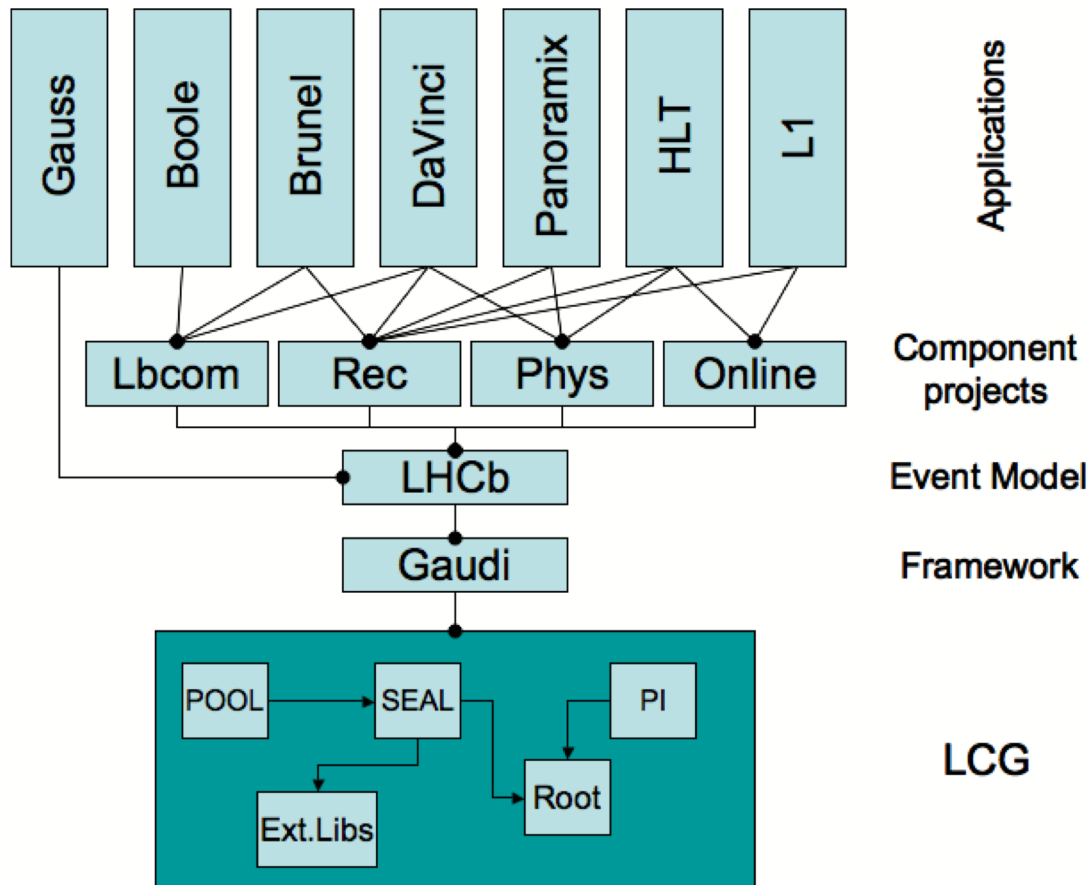 Gauss
Boole
Brunel
DaVinci
Panoramix
HLT
L1
Applications
Lbcom
Rec
Phys
Online
Component
projects
LHCb
Event Model
Gaudi
Framework
POOL
SEAL
PI
LCG
Root
Ext.Libs